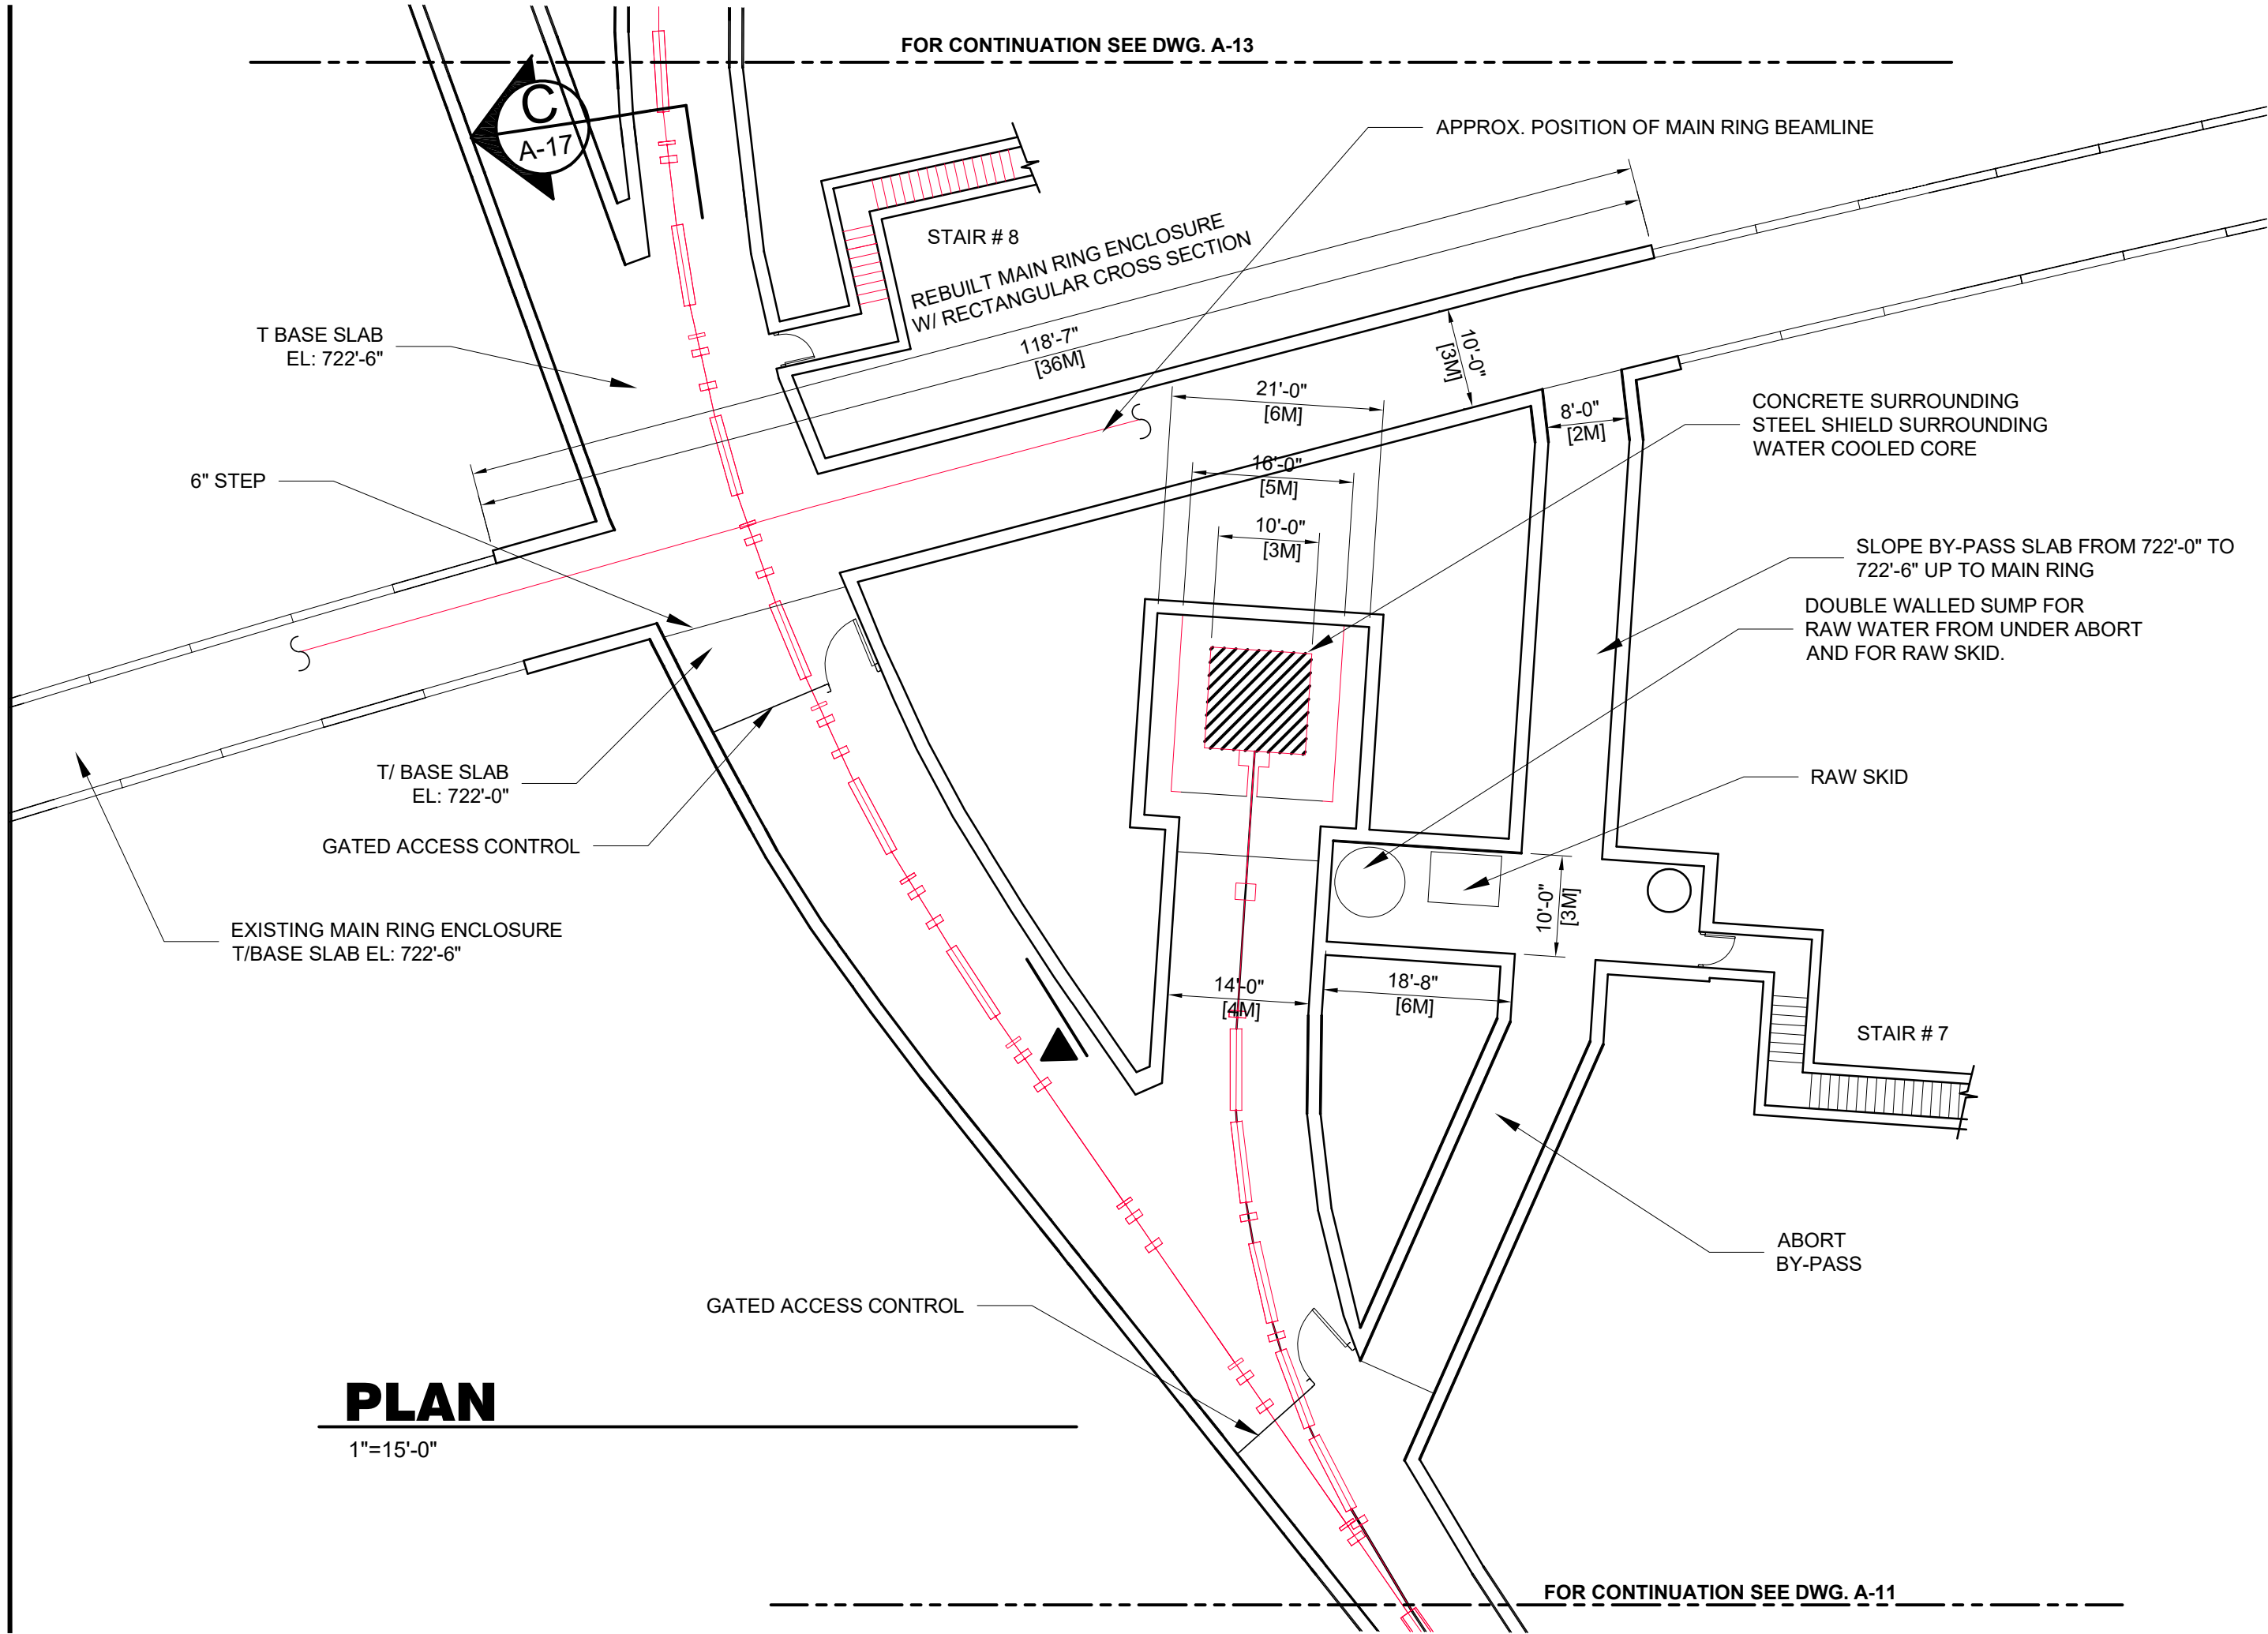 FOR CONTINUATION SEE DWG. A-13
C
A-17
APPROX. POSITION OF MAIN RING BEAMLINE
STAIR # 8
REBUILT MAIN RING ENCLOSURE
W/ RECTANGULAR CROSS SECTION
118'-7"
[36M]
T BASE SLAB
EL: 722'-6"
10'-0"
[3M]
21'-0"
[6M]
8'-0"
[2M]
CONCRETE SURROUNDING
STEEL SHIELD SURROUNDING
WATER COOLED CORE
6" STEP
16'-0"
[5M]
10'-0"
[3M]
SLOPE BY-PASS SLAB FROM 722'-0" TO
722'-6" UP TO MAIN RING
DOUBLE WALLED SUMP FOR
RAW WATER FROM UNDER ABORT
AND FOR RAW SKID.
T/ BASE SLAB
EL: 722'-0"
RAW SKID
GATED ACCESS CONTROL
10'-0"
[3M]
EXISTING MAIN RING ENCLOSURE
T/BASE SLAB EL: 722'-6"
14'-0"
[4M]
18'-8"
[6M]
STAIR # 7
ABORT
BY-PASS
GATED ACCESS CONTROL
PLAN
1"=15'-0"
FOR CONTINUATION SEE DWG. A-11